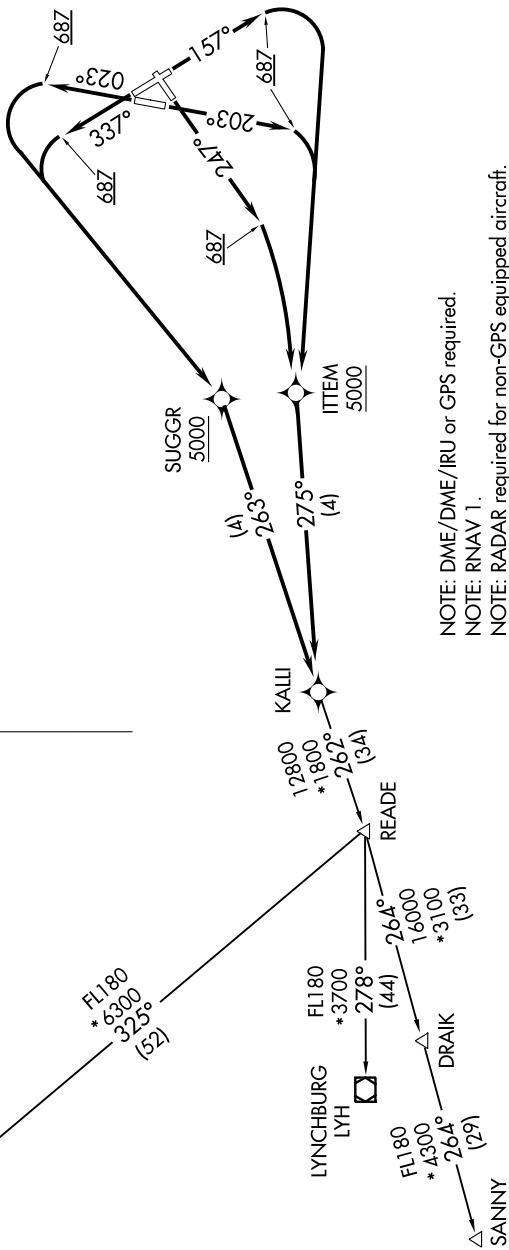 687
023°
337°
687
157°
687
203°
247°
687
SUGGR
5000
ITTEM
5000
(4)
263°
275°
(4)
KALLI
12800
*1800
262°
(34)
READE
FL180
*6300
325°
(52)
FL180
*3700
278°
(44)
264°
16000
*3100
(33)
LYNCHBURG
LYH
DRAIK
FL180
*4300
264°
(29)
SANNY
NOTE: DME/DME/IRU or GPS required.
NOTE: RNAV 1.
NOTE: RADAR required for non-GPS equipped aircraft.